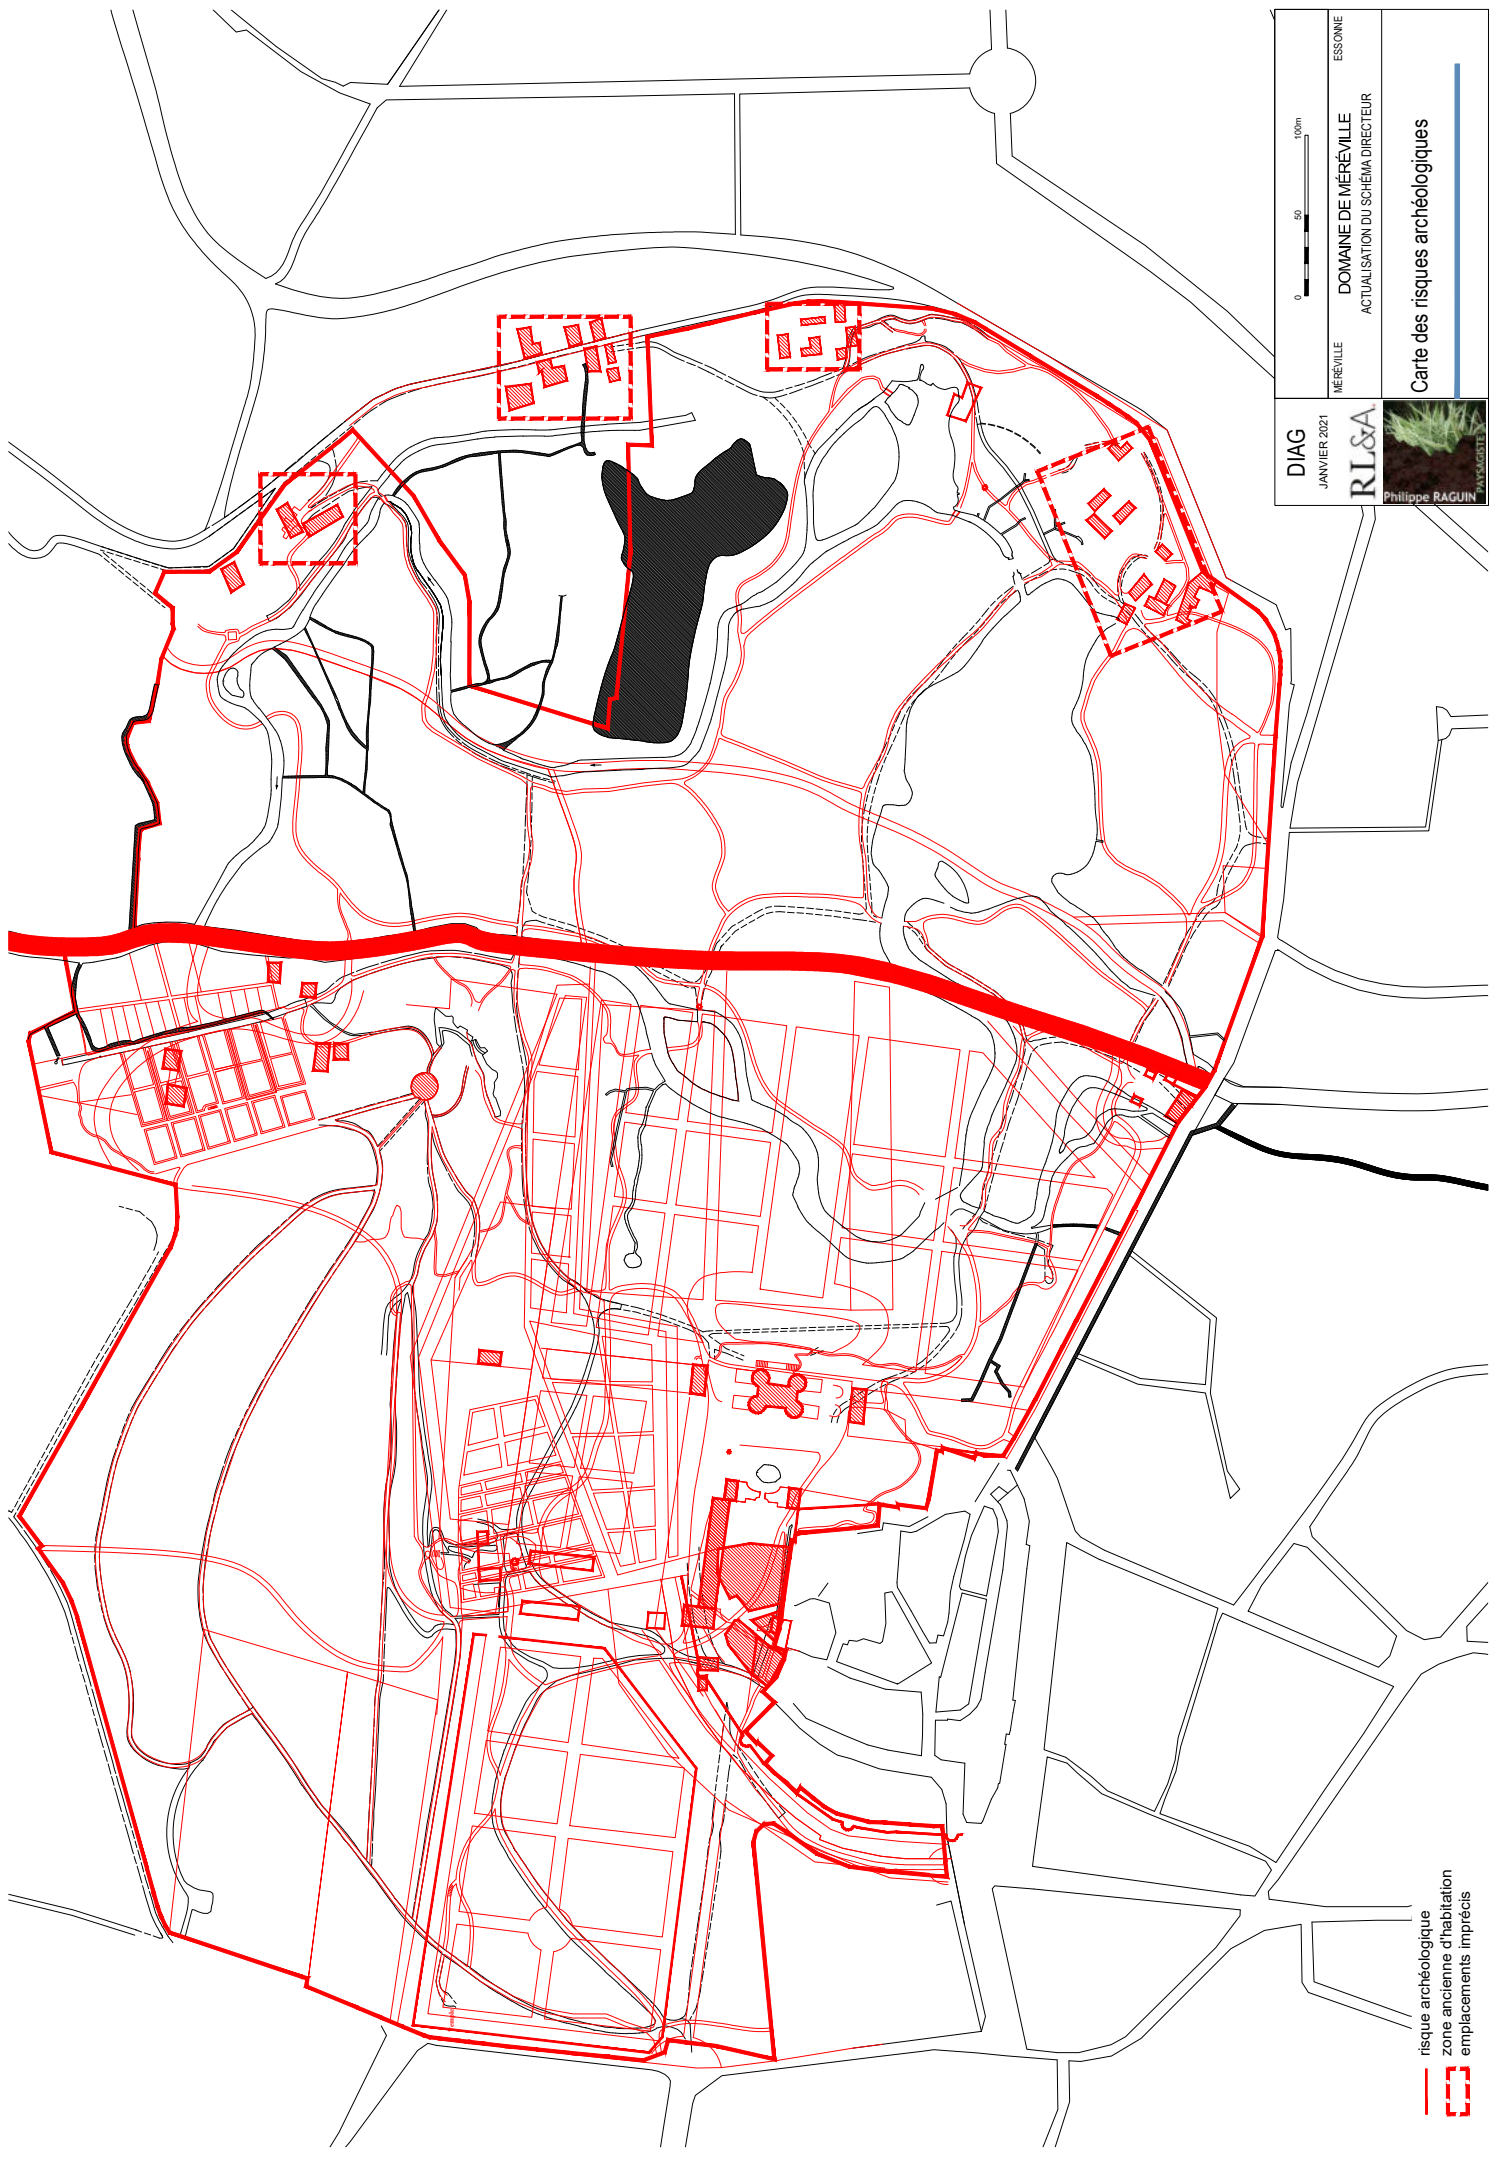 DIAG
JANVIER 2021
RL&A
Philippe RAGUIN
PAYSAGISTE
0
50
100m
MÉRÉVILLE
ESSONNE
DOMAINE DE MÉRÉVILLE
ACTUALISATION DU SCHÉMA DIRECTEUR
Carte des risques archéologiques
risque archéologique
zone ancienne d'habitation
emplacements imprécis